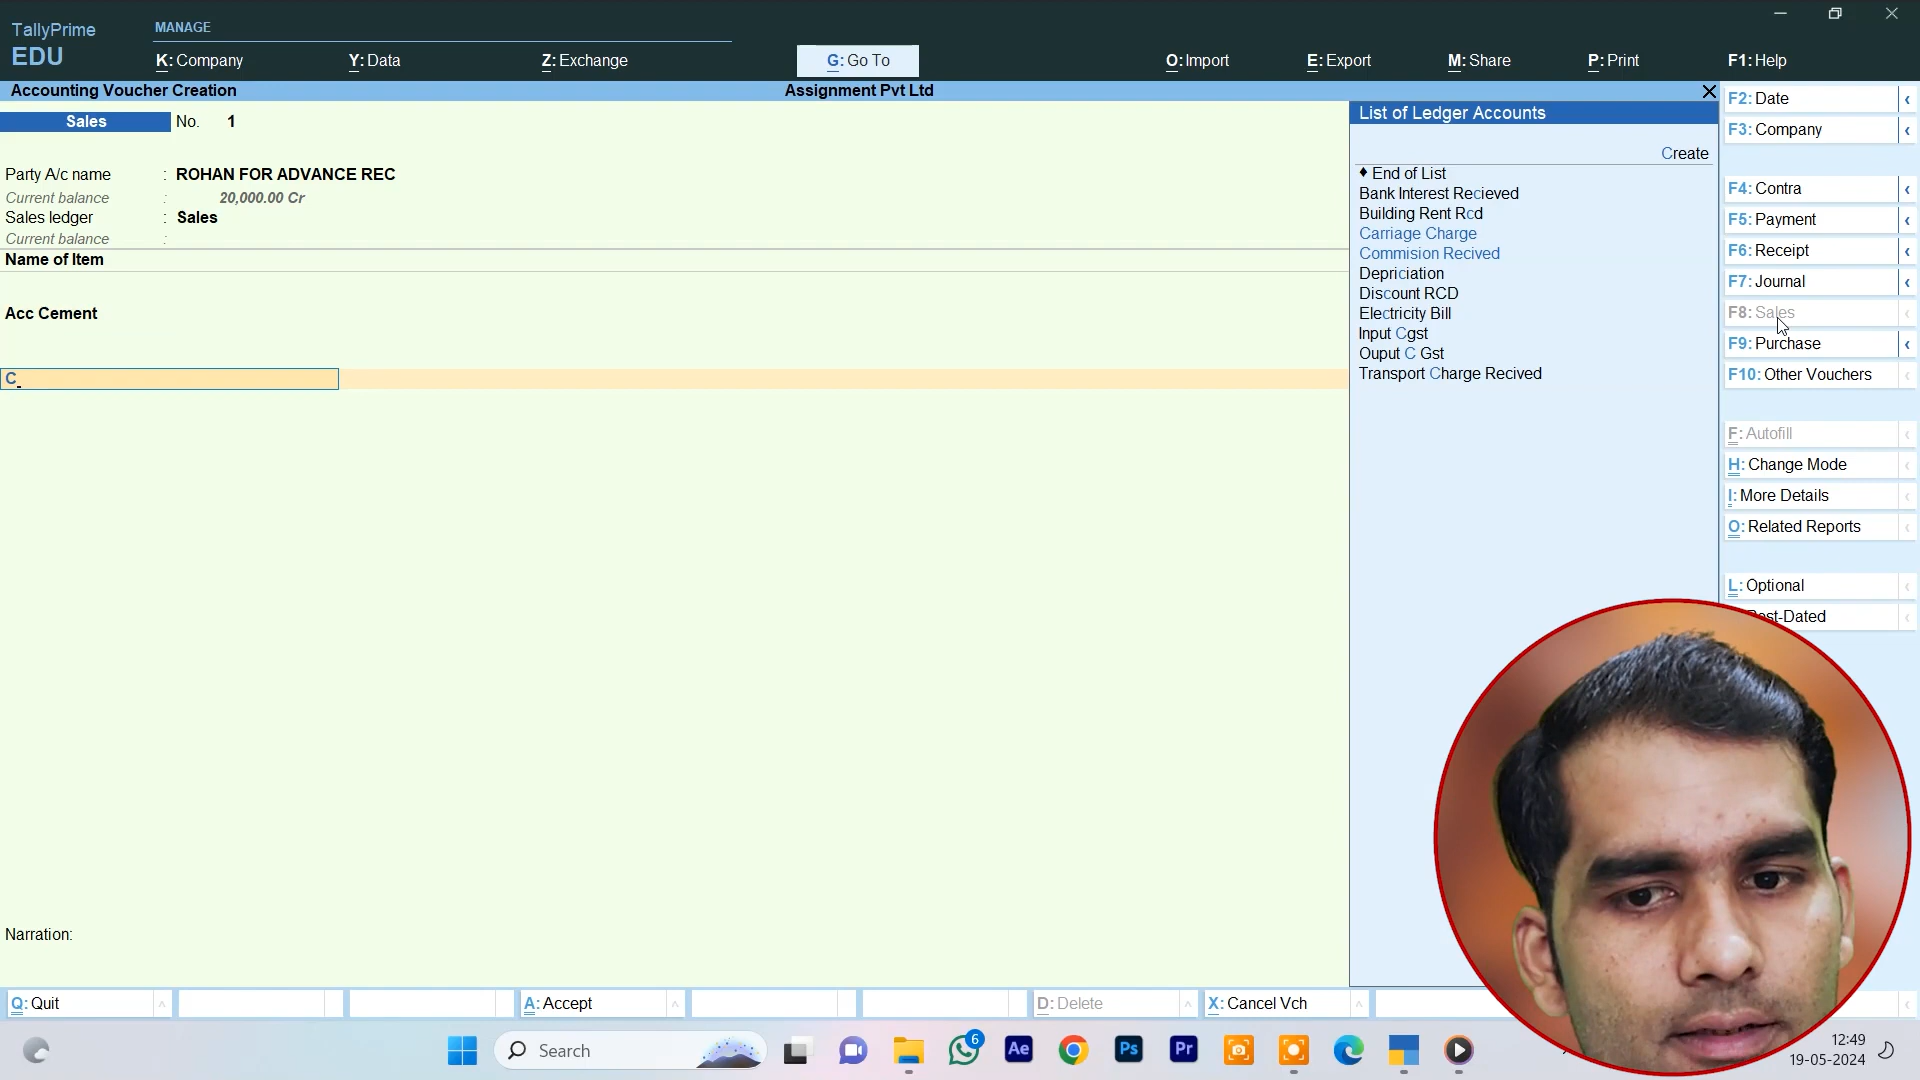 TallyPrime
EDU
MANAGE
K: Company
Y: Data
Z: Exchange
G: Go To
O: Import
E: Export
M: Share
P: Print
F1: Help
Accounting Voucher Creation
Assignment Pvt Ltd
Sales No. 1
Party A/c name : ROHAN FOR ADVANCE REC
Current balance : 20,000.00 Cr
Sales ledger : Sales
Current balance :
Name of Item
Acc Cement
C
Narration:
List of Ledger Accounts
Create
♦ End of List
Bank Interest Recieved
Building Rent Rcd
Carriage Charge
Commision Recived
Depriciation
Discount RCD
Electricity Bill
Input Cgst
Ouput C Gst
Transport Charge Recived
F2: Date
F3: Company
F4: Contra
F5: Payment
F6: Receipt
F7: Journal
F8: Sales
F9: Purchase
F10: Other Vouchers
F: Autofill
H: Change Mode
I: More Details
O: Related Reports
L: Optional
Post-Dated
Q: Quit
A: Accept
D: Delete
X: Cancel Vch
Search
6
Ae
Ps
Pr
12:49
19-05-2024